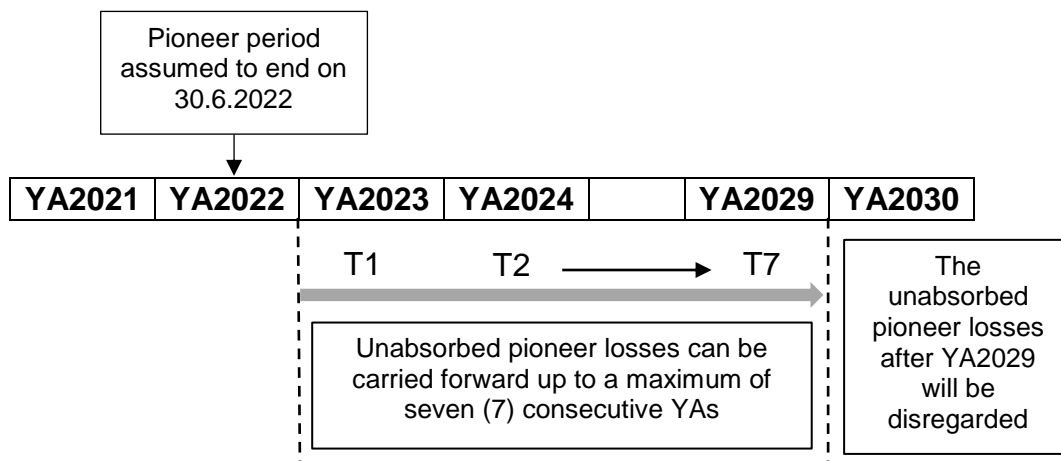 Pioneer period
assumed to end on
30.6.2022
YA2021 YA2022 YA2023 YA2024 YA2029 YA2030
T1 T2 T7
Unabsorbed pioneer losses can be
carried forward up to a maximum of
seven (7) consecutive YAs
The
unabsorbed
pioneer losses
after YA2029
will be
disregarded